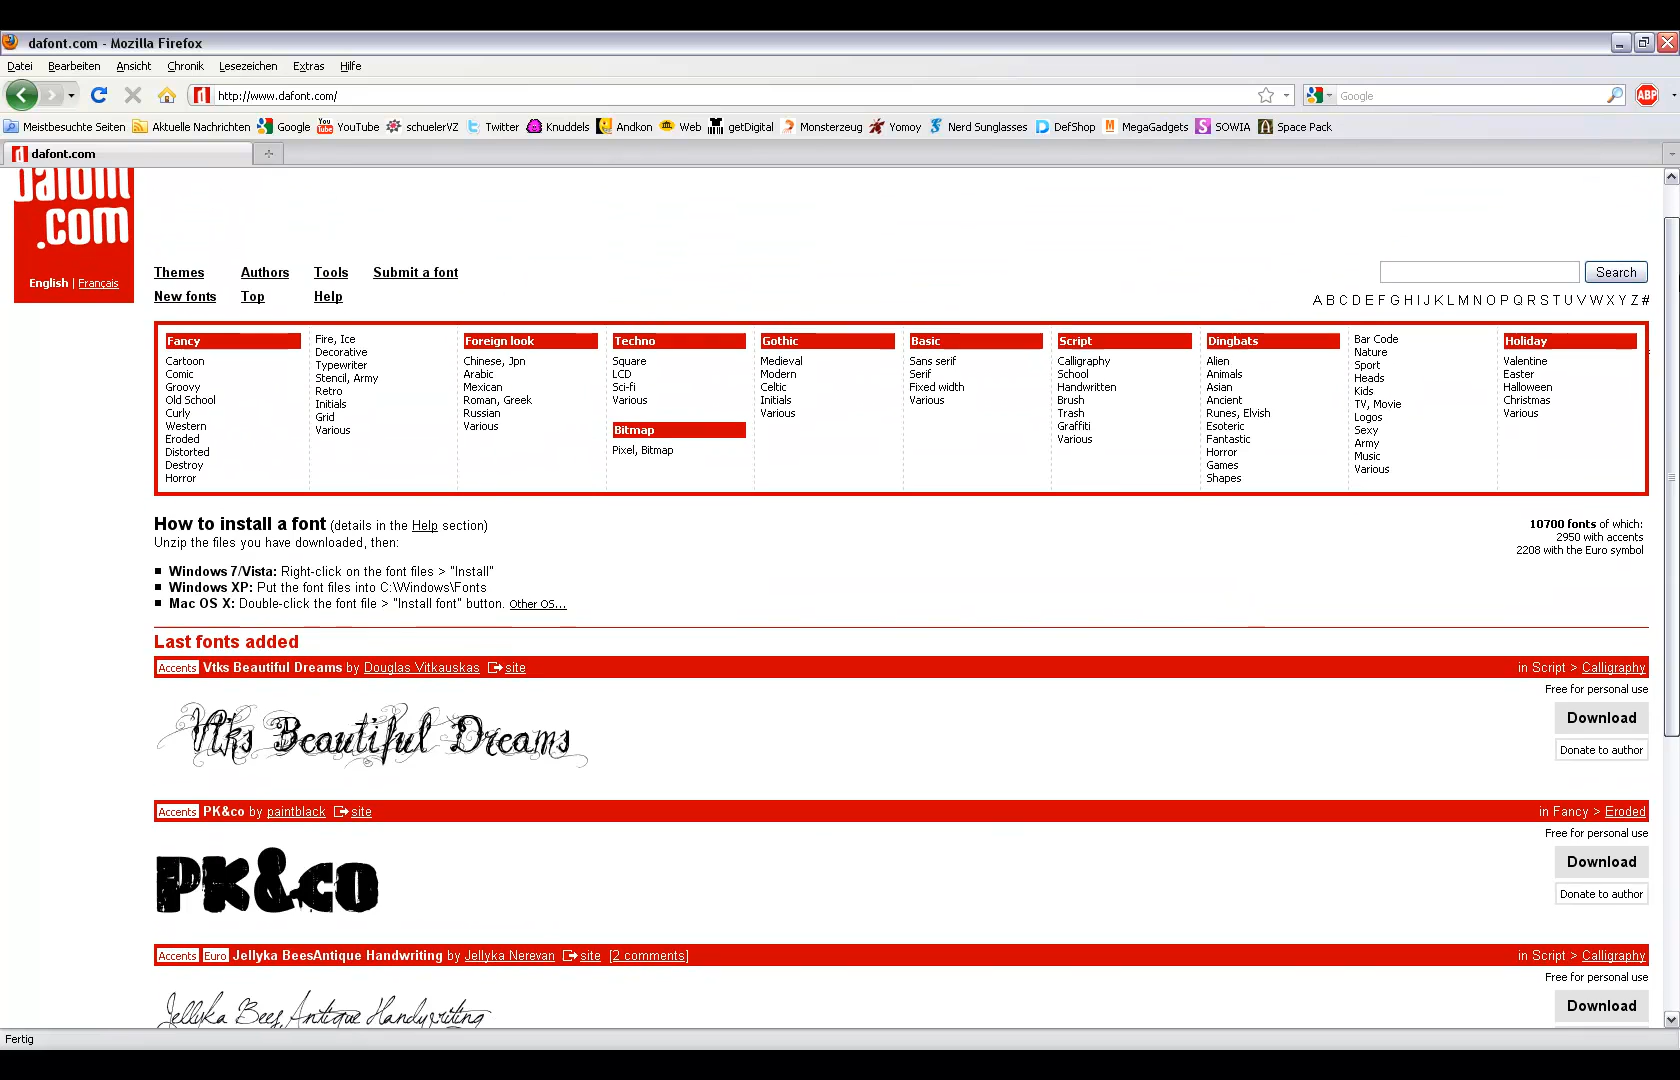 dafont.com - Mozilla Firefox
Datei Bearbeiten Ansicht Chronik Lesezeichen Extras Hilfe
http://www.dafont.com/
Google
ABP
Meistbesuchte Seiten Aktuelle Nachrichten Google YouTube schuelerVZ Twitter Knuddels Andkon Web getDigital Monsterzeug Yomoy Nerd Sunglasses DefShop MegaGadgets SOWIA Space Pack
dafont.com
dafont
.com
English | Français
Themes Authors Tools Submit a font
New fonts Top Help
Search
A B C D E F G H I J K L M N O P Q R S T U V W X Y Z #
Fancy
Cartoon
Comic
Groovy
Old School
Curly
Western
Eroded
Distorted
Destroy
Horror
Fire, Ice
Decorative
Typewriter
Stencil, Army
Retro
Initials
Grid
Various
Foreign look
Chinese, Jpn
Arabic
Mexican
Roman, Greek
Russian
Various
Techno
Square
LCD
Sci-fi
Various
Bitmap
Pixel, Bitmap
Gothic
Medieval
Modern
Celtic
Initials
Various
Basic
Sans serif
Serif
Fixed width
Various
Script
Calligraphy
School
Handwritten
Brush
Trash
Graffiti
Various
Dingbats
Alien
Animals
Asian
Ancient
Runes, Elvish
Esoteric
Fantastic
Horror
Games
Shapes
Bar Code
Nature
Sport
Heads
Kids
TV, Movie
Logos
Sexy
Army
Music
Various
Holiday
Valentine
Easter
Halloween
Christmas
Various
How to install a font (details in the Help section)
Unzip the files you have downloaded, then:
Windows 7/Vista: Right-click on the font files > "Install"
Windows XP: Put the font files into C:\Windows\Fonts
Mac OS X: Double-click the font file > "Install font" button. Other OS...
10700 fonts of which:
2950 with accents
2208 with the Euro symbol
Last fonts added
Accents Vtks Beautiful Dreams by Douglas Vitkauskas site in Script > Calligraphy
Free for personal use
Vtks Beautiful Dreams
Download
Donate to author
Accents PK&co by paintblack site in Fancy > Eroded
Free for personal use
PK&co
Download
Donate to author
Accents Euro Jellyka BeesAntique Handwriting by Jellyka Nerevan site [2 comments] in Script > Calligraphy
Free for personal use
Jellyka Bees Antique Handwriting
Download
Fertig